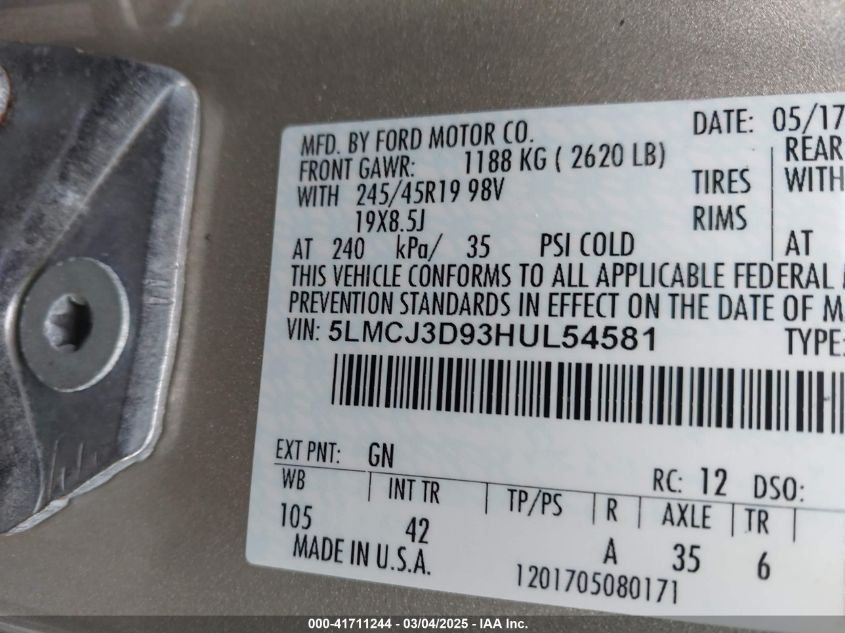 MFD. BY FORD MOTOR CO. DATE: 05/17
FRONT GAWR: 1188 KG ( 2620 LB) REAR
WITH 245/45R19 98V TIRES WITH
19X8.5J RIMS
AT 240 kPa/ 35 PSI COLD AT
THIS VEHICLE CONFORMS TO ALL APPLICABLE FEDERAL
PREVENTION STANDARDS IN EFFECT ON THE DATE OF
VIN: 5LMCJ3D93HUL54581 TYPE:
EXT PNT: GN RC: 12 DSO:
WB INT TR TP/PS R AXLE TR
105 42 A 35 6
MADE IN U.S.A. 1201705080171
000-41711244 - 03/04/2025 - IAA Inc.